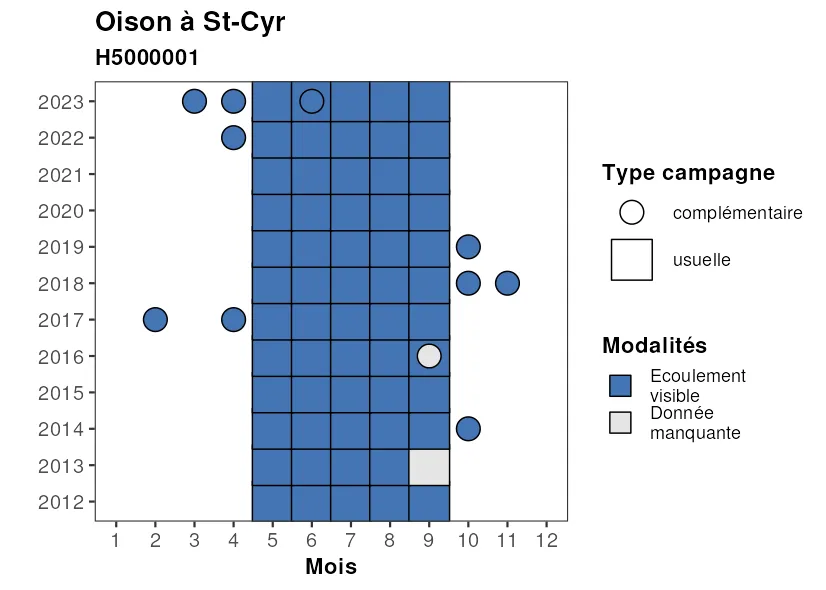 Oison à St-Cyr
H5000001
2023
2022
2021
2020
2019
2018
2017
2016
2015
2014
2013
2012
1 2 3 4 5 6 7 8 9 10 11 12
Mois
Type campagne
complémentaire
usuelle
Modalités
Ecoulement
visible
Donnée
manquante